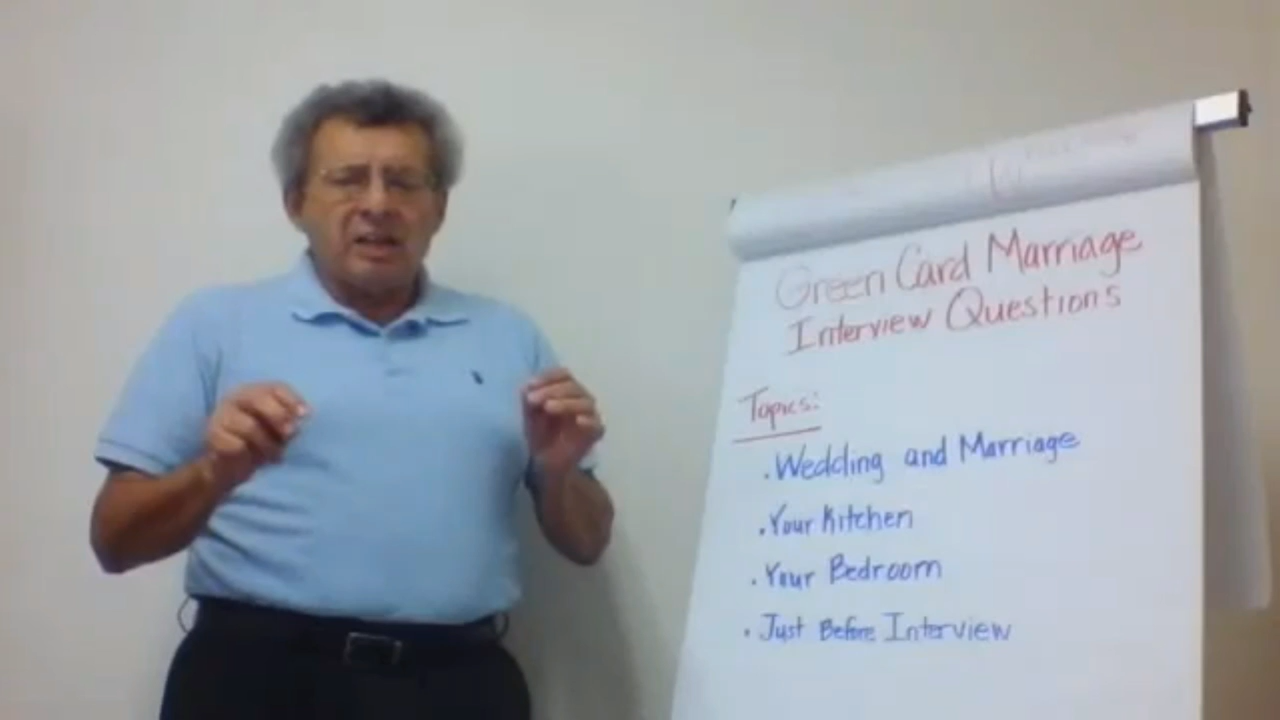 Green Card Marriage
Interview Questions
Topics:
. Wedding and Marriage
. Your Kitchen
. Your Bedroom
. Just Before Interview